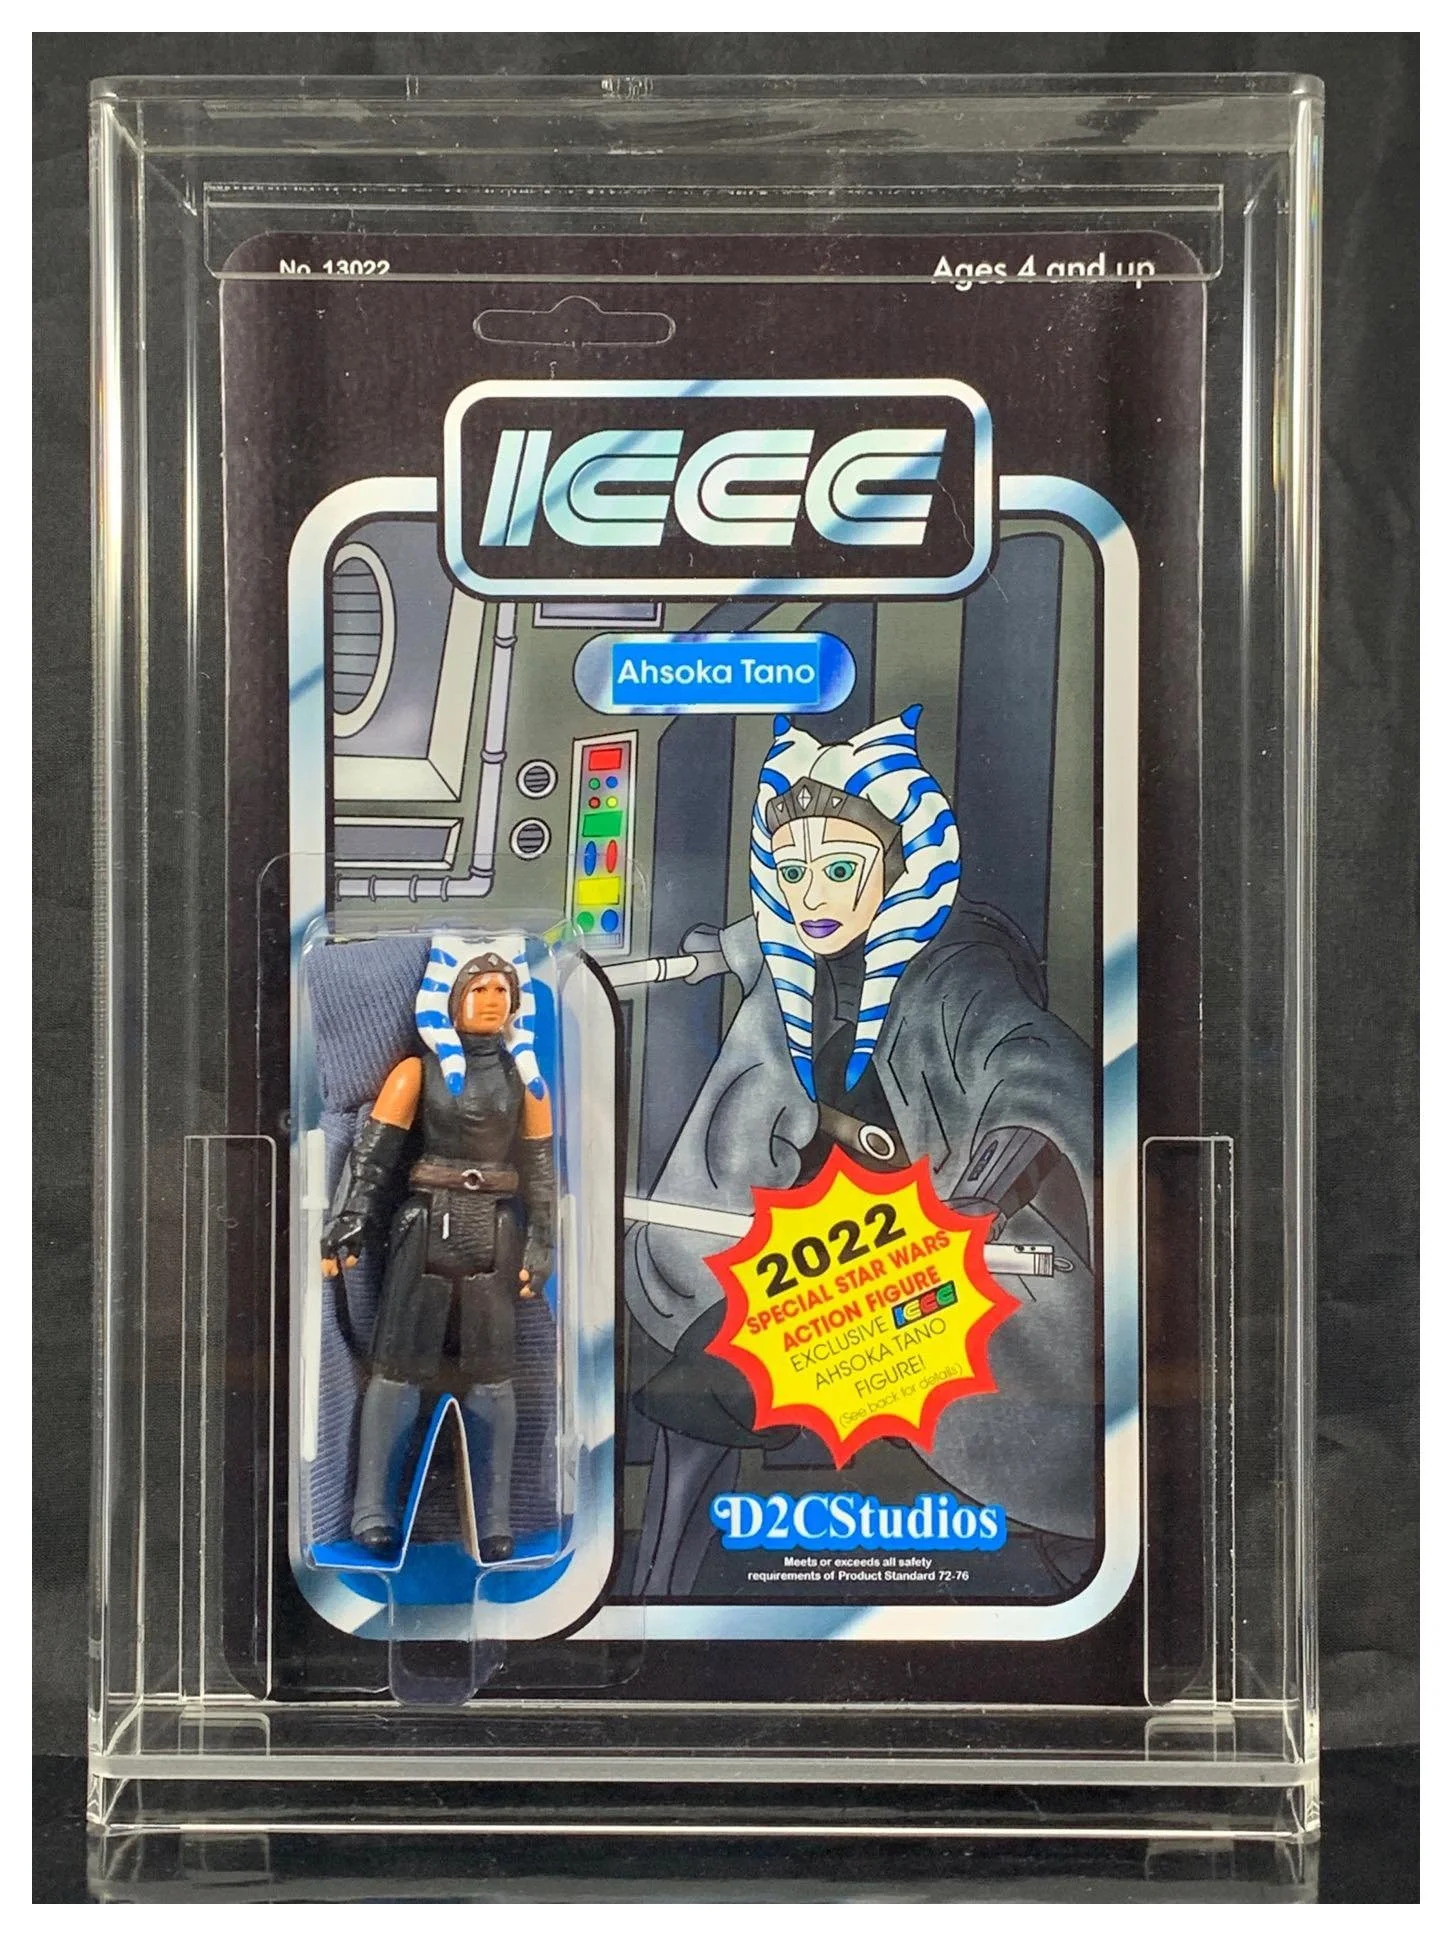 No. 13022
Ages 4 and up
ICCC
Ahsoka Tano
2022
SPECIAL STAR WARS
ACTION FIGURE
EXCLUSIVE ICCC
AHSOKA TANO
FIGURE!
(See back for details)
D2CStudios
Meets or exceeds all safety
requirements of Product Standard 72-76